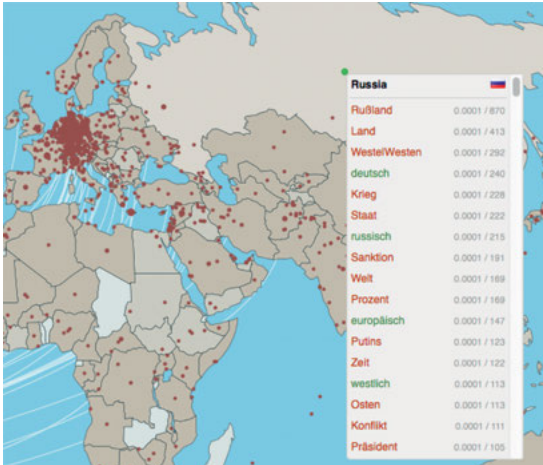 Russia
Rußland 0.0001 / 870
Land 0.0001 / 413
WestelWesten 0.0001 / 292
deutsch 0.0001 / 240
Krieg 0.0001 / 228
Staat 0.0001 / 222
russisch 0.0001 / 215
Sanktion 0.0001 / 191
Welt 0.0001 / 169
Prozent 0.0001 / 169
europäisch 0.0001 / 147
Putins 0.0001 / 123
Zeit 0.0001 / 122
westlich 0.0001 / 113
Osten 0.0001 / 113
Konflikt 0.0001 / 111
Präsident 0.0001 / 105